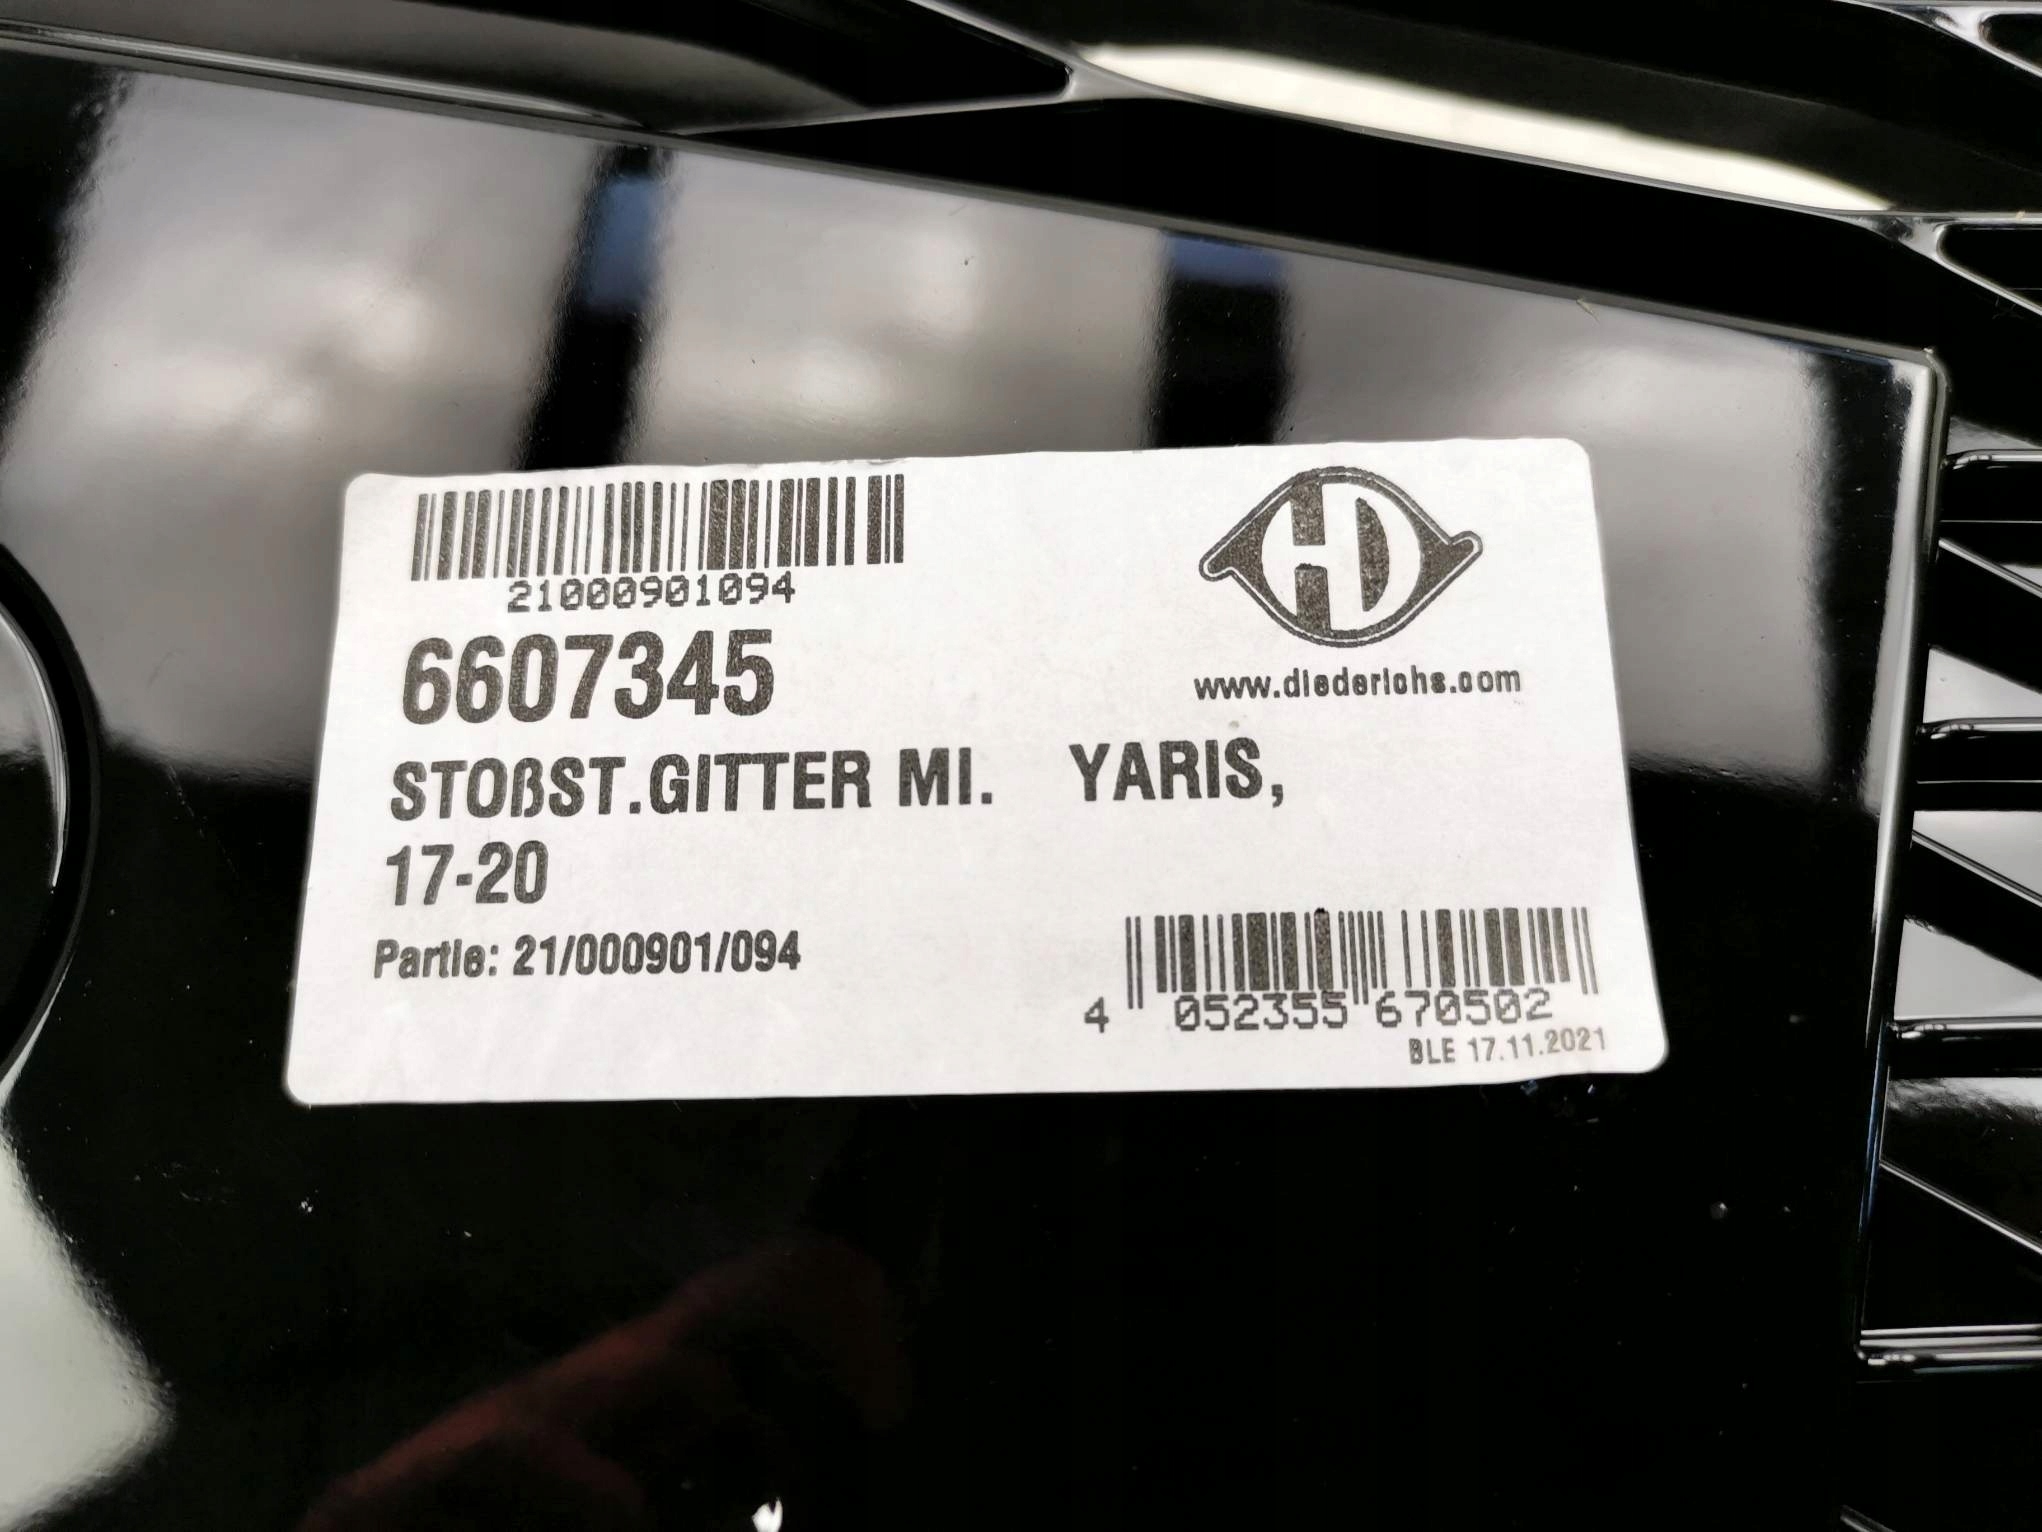 21000901094
HD
6607345
www.diederichs.com
STOßST.GITTER MI. YARIS,
17-20
Partie: 21/000901/094
4 052355 670502
BLE 17.11.2021